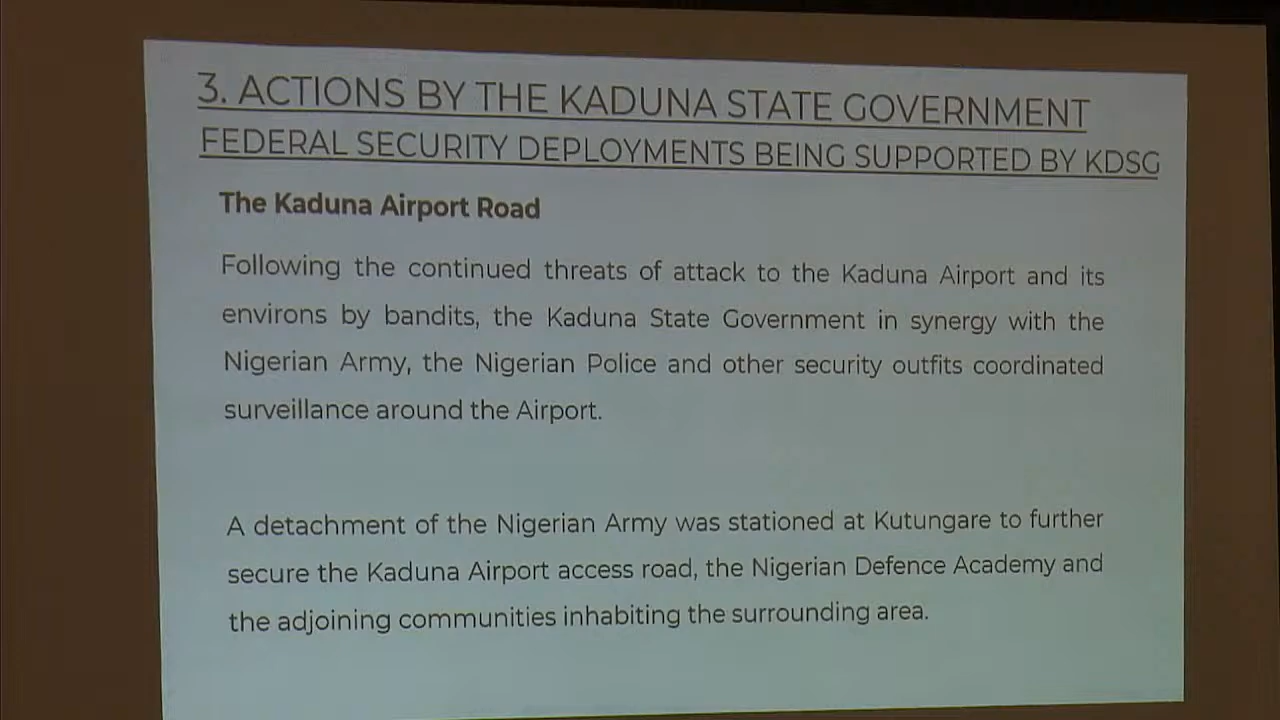 3. ACTIONS BY THE KADUNA STATE GOVERNMENT
FEDERAL SECURITY DEPLOYMENTS BEING SUPPORTED BY KDSG
The Kaduna Airport Road
Following the continued threats of attack to the Kaduna Airport and its
environs by bandits, the Kaduna State Government in synergy with the
Nigerian Army, the Nigerian Police and other security outfits coordinated
surveillance around the Airport.
A detachment of the Nigerian Army was stationed at Kutungare to further
secure the Kaduna Airport access road, the Nigerian Defence Academy and
the adjoining communities inhabiting the surrounding area.